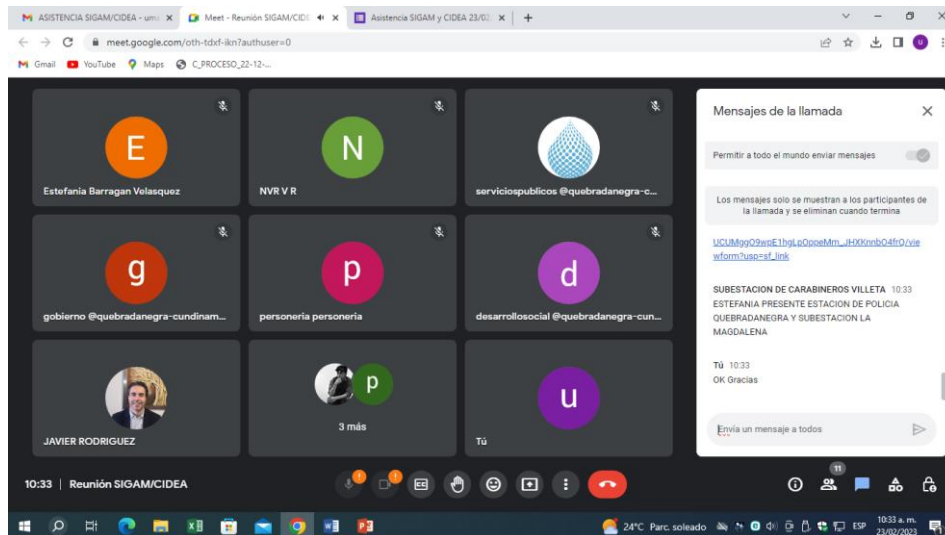 ASISTENCIA SIGAM/CIDEA - um
Meet - Reunión SIGAM/CID
Asistencia SIGAM y CIDEA 23/02
meet.google.com/oth-tdxf-ikn?authuser=0
U
Gmail
YouTube
Maps
C_PROCESO_22-12-...
E
Estefania Barragan Velasquez
N
NVR V R
serviciospublicos @quebradanegra-c...
g
gobierno @quebradanegra-cundinam...
p
personeria personeria
d
desarrollosocial @quebradanegra-cun...
JAVIER RODRIGUEZ
p
3 más
u
Tú
Mensajes de la llamada
Permitir a todo el mundo enviar mensajes
Los mensajes solo se muestran a los participantes de
la llamada y se eliminan cuando termina
wform?usp=sf_link
SUBESTACION DE CARABINEROS VILLETA 10:33
ESTEFANIA PRESENTE ESTACION DE POLICIA
QUEBRADANEGRA Y SUBESTACION LA
MAGDALENA
Tú 10:33
OK Gracias
Envía un mensaje a todos
10:33 | Reunión SIGAM/CIDEA
11
24°C Parc. soleado
ESP
10:33 a. m.
23/02/2023